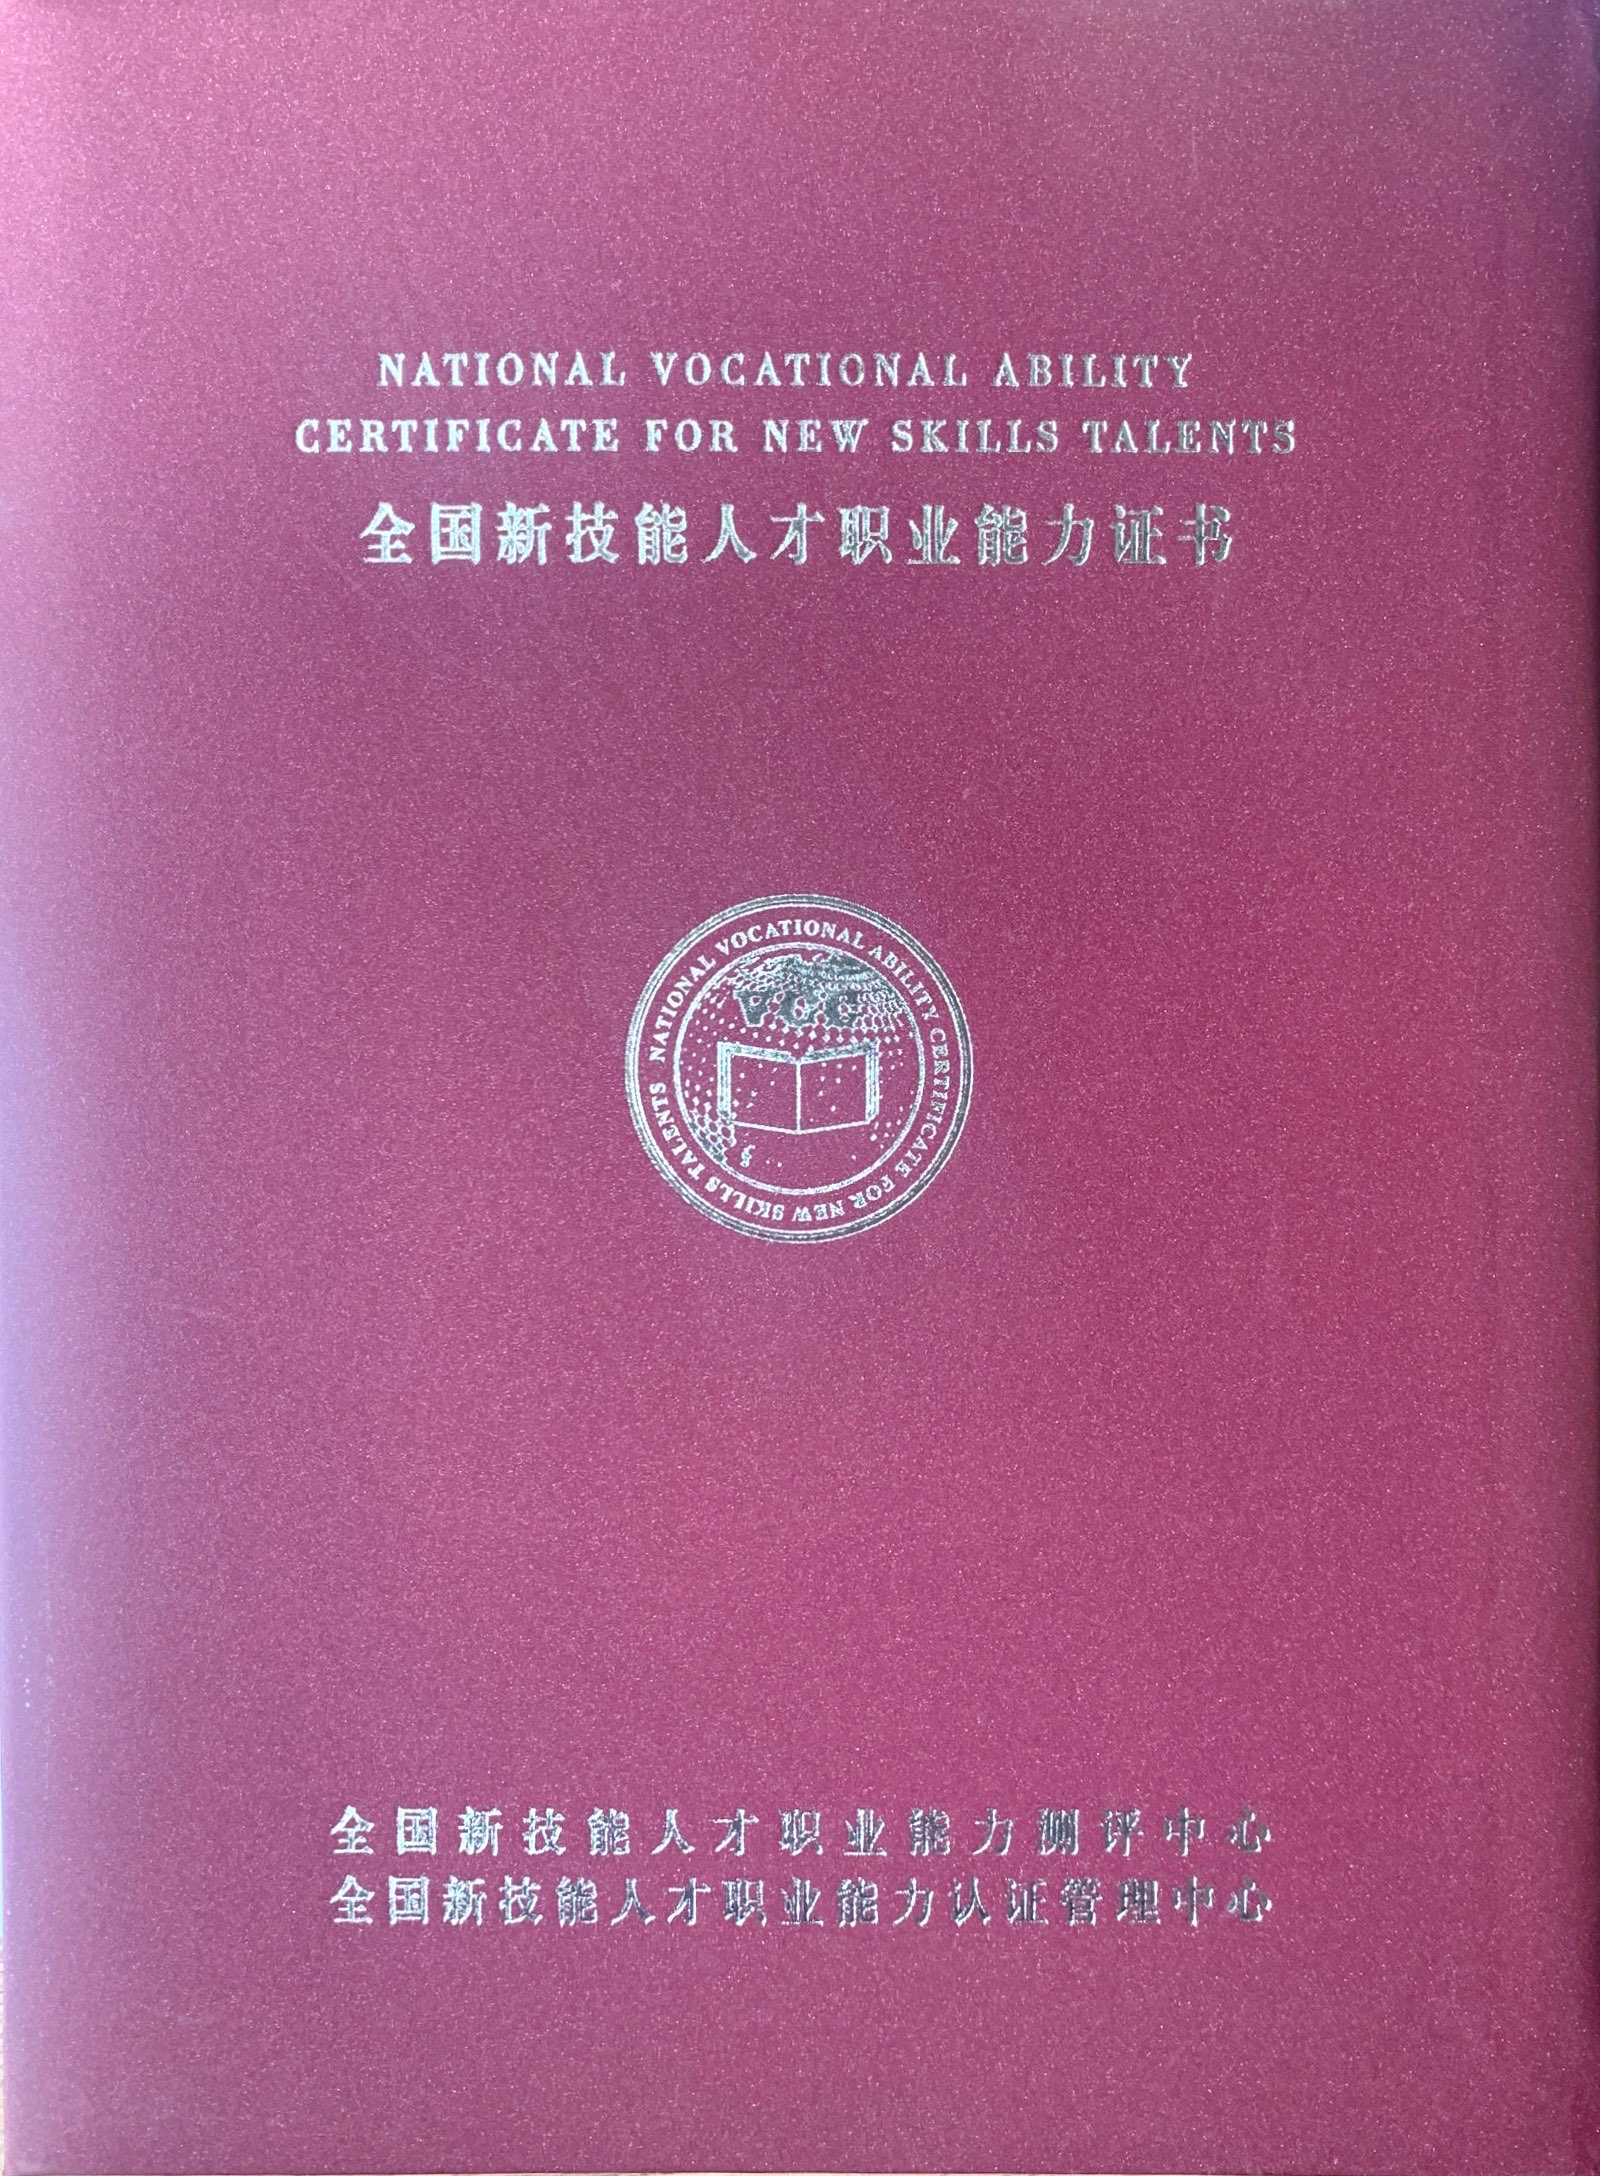 NATIONAL VOCATIONAL ABILITY
CERTIFICATE FOR NEW SKILLS TALENTS
全国新技能人才职业能力证书
NATIONAL VOCATIONAL ABILITY CERTIFICATE FOR NEW SKILLS TALENTS
全国新技能人才职业能力测评中心
全国新技能人才职业能力认证管理中心